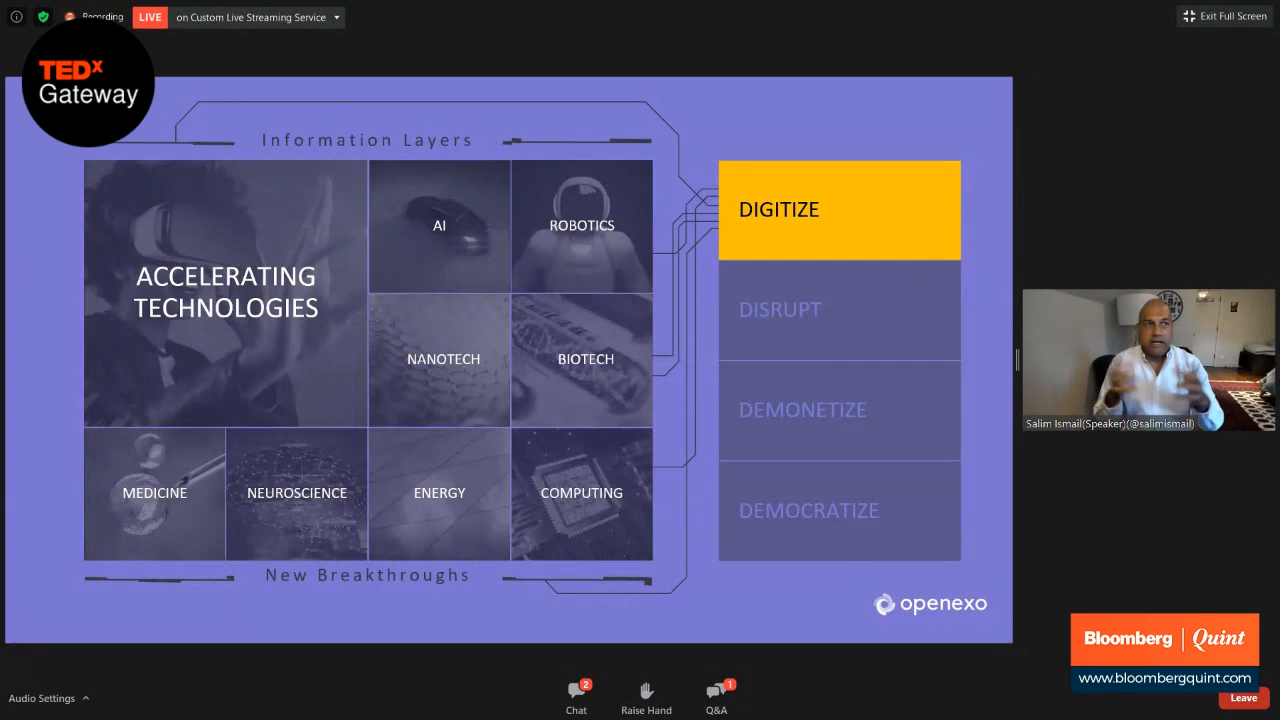 Recording
LIVE
on Custom Live Streaming Service
Exit Full Screen
TEDx
Gateway
Information Layers
ACCELERATING
TECHNOLOGIES
AI
ROBOTICS
NANOTECH
BIOTECH
MEDICINE
NEUROSCIENCE
ENERGY
COMPUTING
New Breakthroughs
DIGITIZE
DISRUPT
DEMONETIZE
DEMOCRATIZE
openexo
Salim Ismail(Speaker)(@salimismail)
Bloomberg | Quint
www.bloombergquint.com
Audio Settings
2
Chat
Raise Hand
1
Q&A
Leave